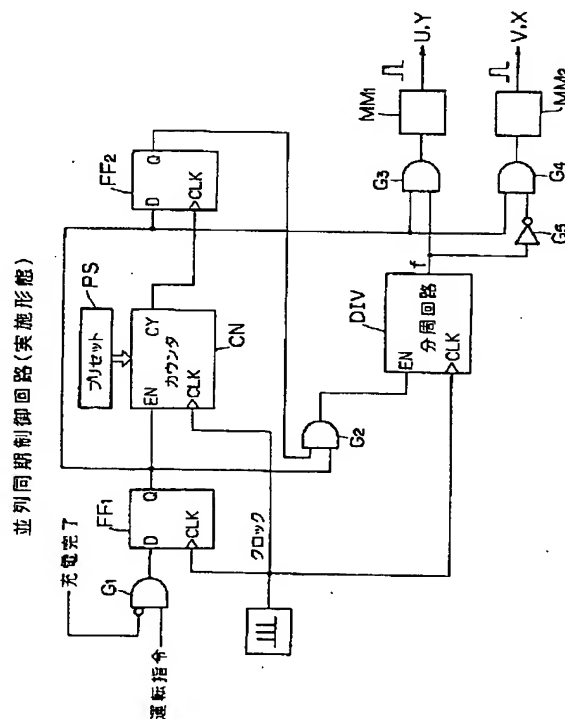 並列同期制御回路(実施形態)
充電完了
運転指令
G1
FF1
D
Q
CLK
クロック
PS
プリセット
EN
CY
カウンタ
CLK
CN
FF2
D
Q
CLK
G2
DIV
EN
分周回路
f
CLK
G3
G4
G5
MM1
MM2
U,Y
V,X